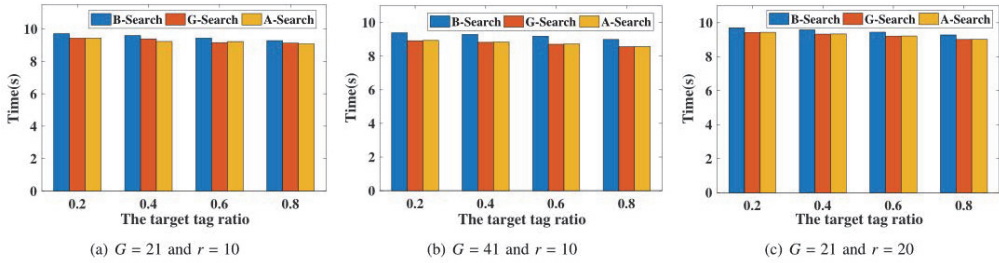 B-Search G-Search A-Search
Time(s)
10
8
6
4
2
0
0.2 0.4 0.6 0.8
The target tag ratio
(a) G = 21 and r = 10
B-Search G-Search A-Search
Time(s)
10
8
6
4
2
0
0.2 0.4 0.6 0.8
The target tag ratio
(b) G = 41 and r = 10
B-Search G-Search A-Search
Time(s)
10
8
6
4
2
0
0.2 0.4 0.6 0.8
The target tag ratio
(c) G = 21 and r = 20